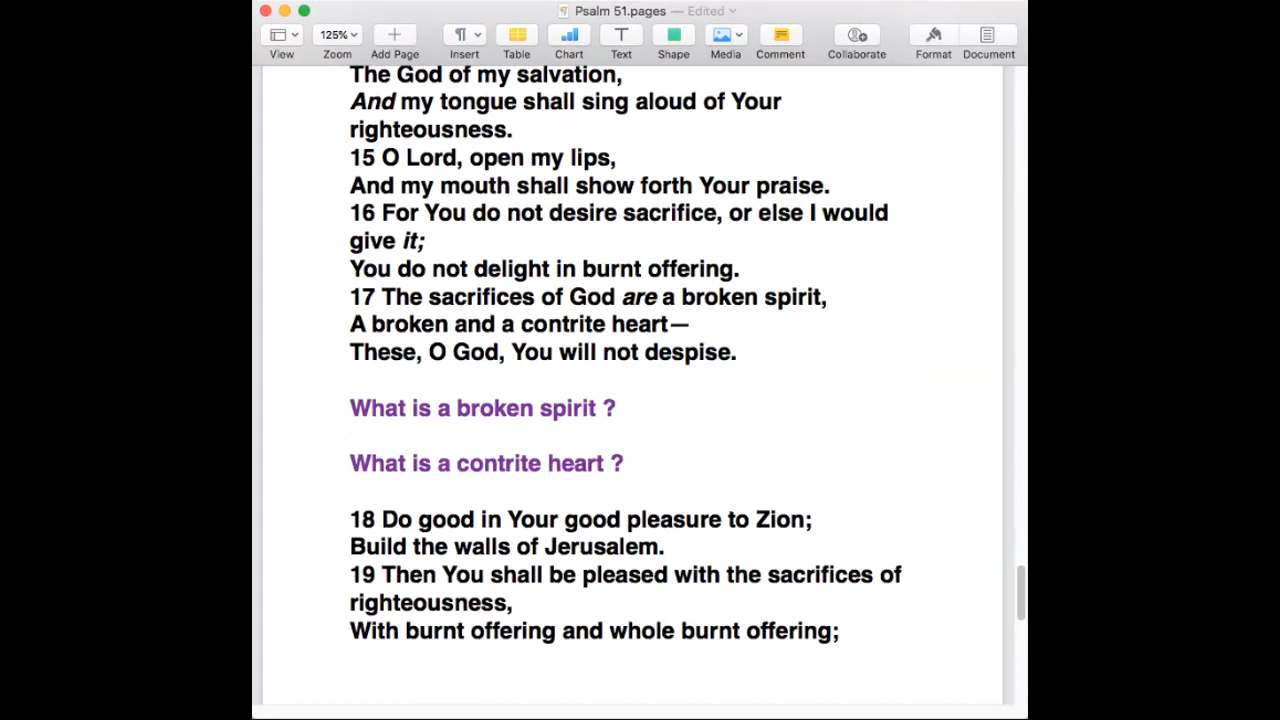 Psalm 51.pages — Edited
125%
View
Zoom
Add Page
Insert
Table
Chart
Text
Shape
Media
Comment
Collaborate
Format
Document
The God of my salvation,
And my tongue shall sing aloud of Your
righteousness.
15 O Lord, open my lips,
And my mouth shall show forth Your praise.
16 For You do not desire sacrifice, or else I would
give it;
You do not delight in burnt offering.
17 The sacrifices of God are a broken spirit,
A broken and a contrite heart—
These, O God, You will not despise.
What is a broken spirit ?
What is a contrite heart ?
18 Do good in Your good pleasure to Zion;
Build the walls of Jerusalem.
19 Then You shall be pleased with the sacrifices of
righteousness,
With burnt offering and whole burnt offering;